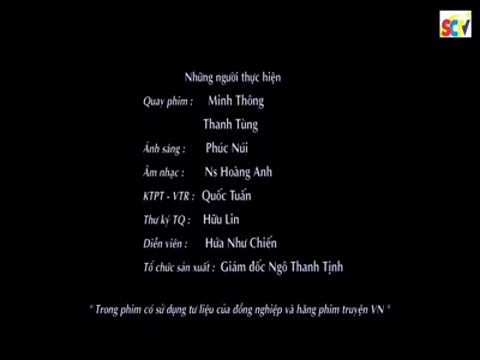 SCTV
Những người thực hiện
Quay phim : Minh Thông
Thanh Tùng
Ánh sáng : Phúc Núi
Âm nhạc : Ns Hoàng Anh
KTPT - VTR : Quốc Tuấn
Thư ký TQ : Hữu Lin
Diễn viên : Hứa Như Chiến
Tổ chức sản xuất : Giám đốc Ngô Thanh Tịnh
" Trong phim có sử dụng tư liệu của đồng nghiệp và hãng phim truyện VN "